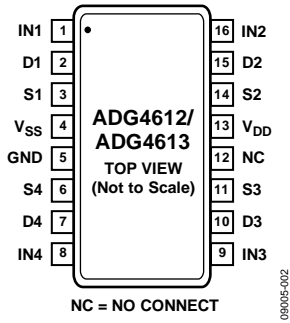 IN1 1 16 IN2
D1 2 15 D2
S1 3 14 S2
VSS 4 ADG4612/ 13 VDD
ADG4613
GND 5 TOP VIEW 12 NC
S4 6 (Not to Scale) 11 S3
D4 7 10 D3
IN4 8 9 IN3
NC = NO CONNECT
09005-002